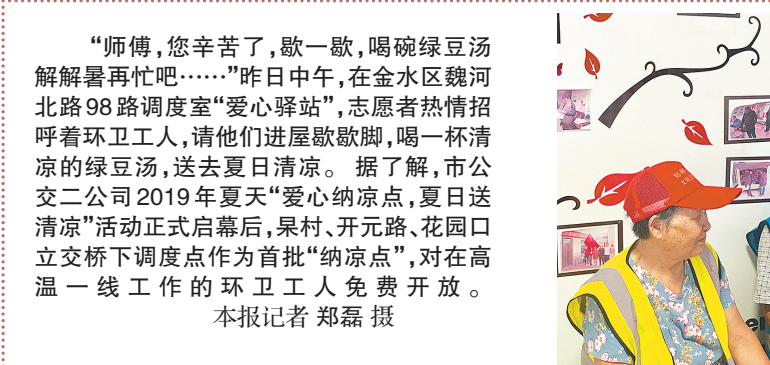 “师傅,您辛苦了,歇一歇,喝碗绿豆汤
解解暑再忙吧……”昨日中午,在金水区魏河
北路98路调度室“爱心驿站”,志愿者热情招
呼着环卫工人,请他们进屋歇歇脚,喝一杯清
凉的绿豆汤,送去夏日清凉。据了解,市公
交二公司2019年夏天“爱心纳凉点,夏日送
清凉”活动正式启幕后,杲村、开元路、花园口
立交桥下调度点作为首批“纳凉点”,对在高
温一线工作的环卫工人免费开放。
本报记者 郑磊 摄